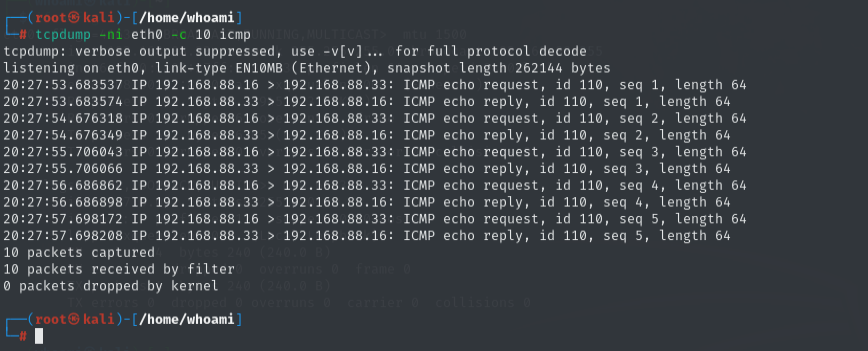 ┌──(root㉿kali)-[/home/whoami]
└─# tcpdump -ni eth0 -c 10 icmp
tcpdump: verbose output suppressed, use -v[v]... for full protocol decode
listening on eth0, link-type EN10MB (Ethernet), snapshot length 262144 bytes
20:27:53.683537 IP 192.168.88.16 > 192.168.88.33: ICMP echo request, id 110, seq 1, length 64
20:27:53.683574 IP 192.168.88.33 > 192.168.88.16: ICMP echo reply, id 110, seq 1, length 64
20:27:54.676318 IP 192.168.88.16 > 192.168.88.33: ICMP echo request, id 110, seq 2, length 64
20:27:54.676349 IP 192.168.88.33 > 192.168.88.16: ICMP echo reply, id 110, seq 2, length 64
20:27:55.706043 IP 192.168.88.16 > 192.168.88.33: ICMP echo request, id 110, seq 3, length 64
20:27:55.706066 IP 192.168.88.33 > 192.168.88.16: ICMP echo reply, id 110, seq 3, length 64
20:27:56.686862 IP 192.168.88.16 > 192.168.88.33: ICMP echo request, id 110, seq 4, length 64
20:27:56.686898 IP 192.168.88.33 > 192.168.88.16: ICMP echo reply, id 110, seq 4, length 64
20:27:57.698172 IP 192.168.88.16 > 192.168.88.33: ICMP echo request, id 110, seq 5, length 64
20:27:57.698208 IP 192.168.88.33 > 192.168.88.16: ICMP echo reply, id 110, seq 5, length 64
10 packets captured
10 packets received by filter
0 packets dropped by kernel
┌──(root㉿kali)-[/home/whoami]
└─#